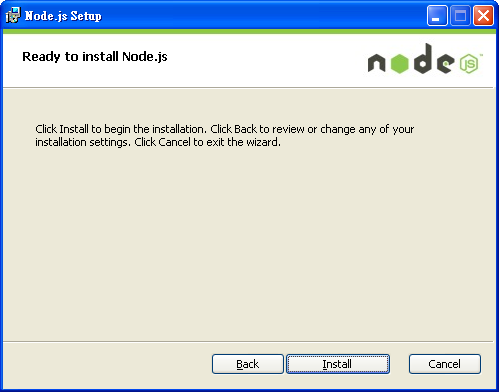 Node.js Setup
Ready to install Node.js
node js™
Click Install to begin the installation. Click Back to review or change any of your
installation settings. Click Cancel to exit the wizard.
Back
Install
Cancel